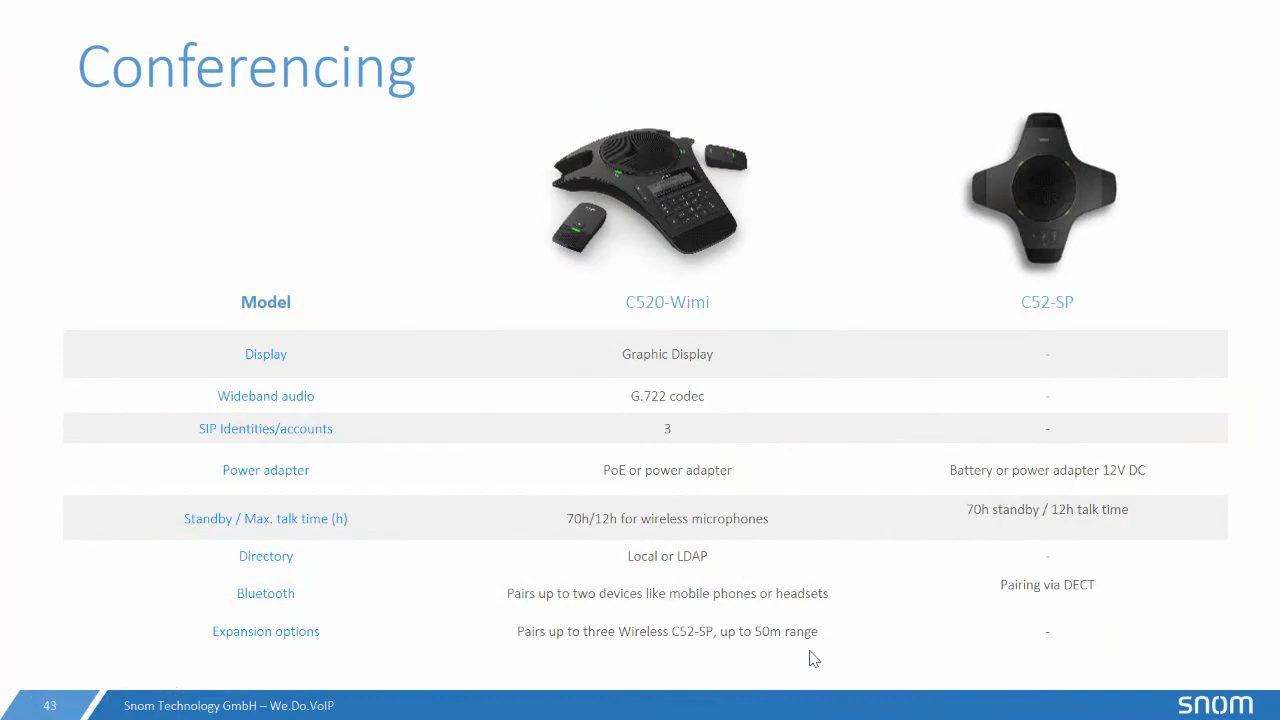 Conferencing
Model C520-Wimi C52-SP
Display Graphic Display -
Wideband audio G.722 codec -
SIP Identities/accounts 3 -
Power adapter PoE or power adapter Battery or power adapter 12V DC
Standby / Max. talk time (h) 70h/12h for wireless microphones 70h standby / 12h talk time
Directory Local or LDAP -
Bluetooth Pairs up to two devices like mobile phones or headsets Pairing via DECT
Expansion options Pairs up to three Wireless C52-SP, up to 50m range -
43 Snom Technology GmbH – We.Do.VoIP snom